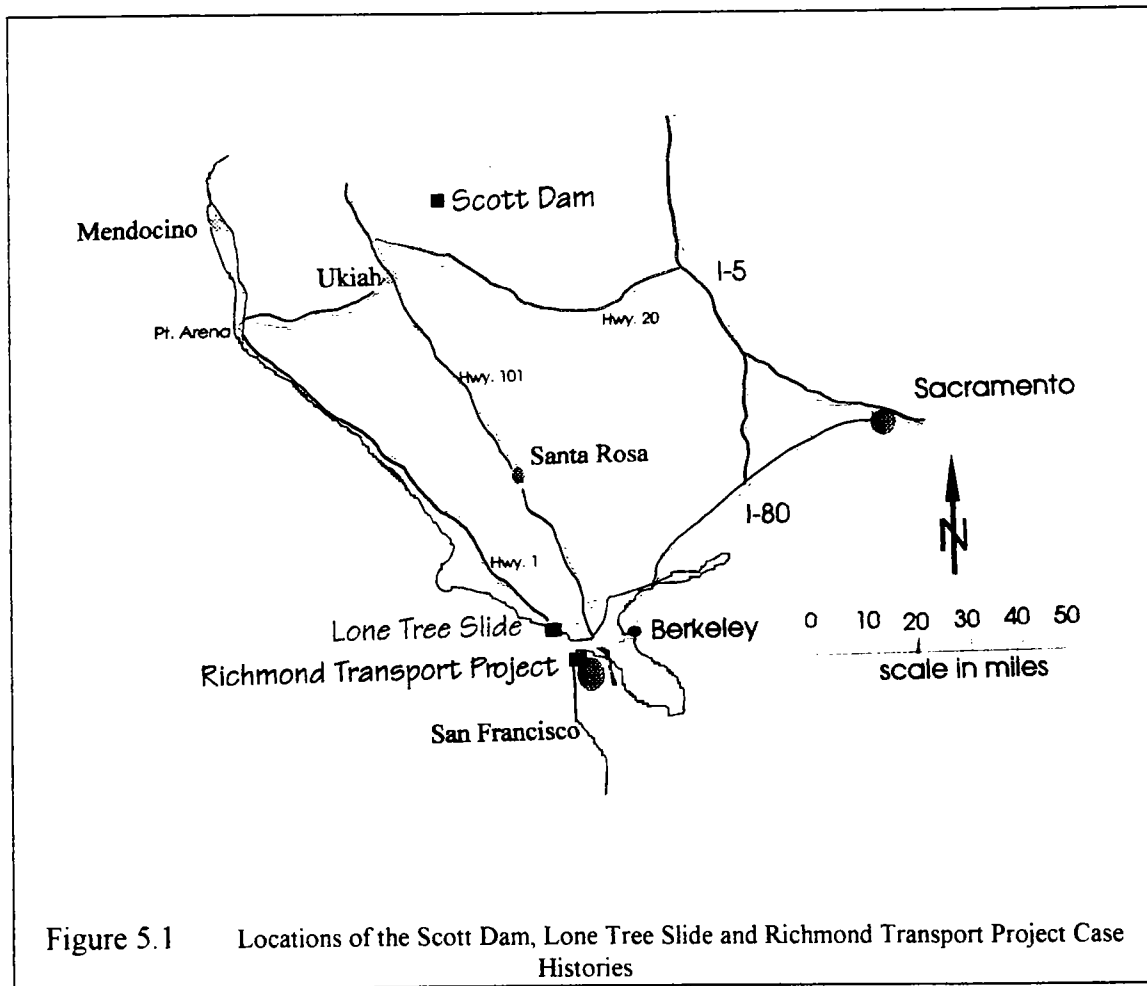 Scott Dam
Mendocino
Ukiah
I-5
Hwy. 20
Pt. Arena
Hwy. 101
Sacramento
Santa Rosa
I-80
N
Hwy. 1
0 10 20 30 40 50
scale in miles
Lone Tree Slide
Berkeley
Richmond Transport Project
San Francisco
Figure 5.1 Locations of the Scott Dam, Lone Tree Slide and Richmond Transport Project Case
Histories